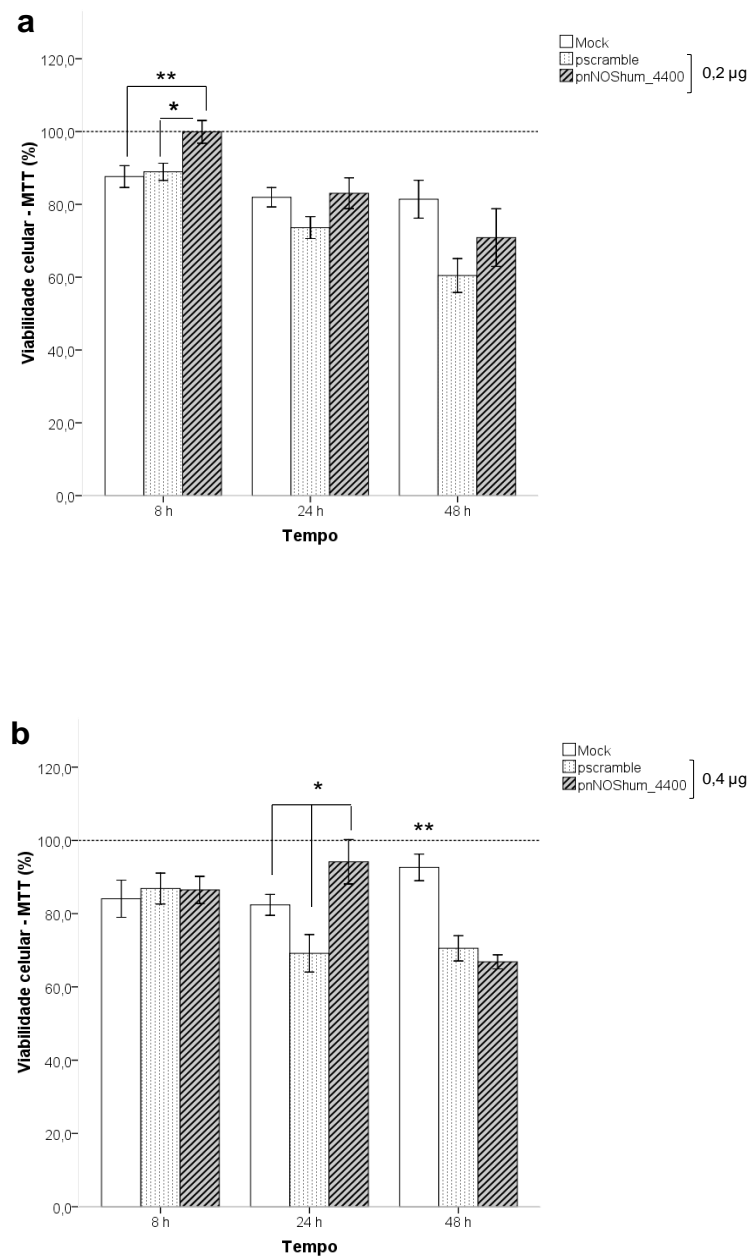 a
Mock
pscramble
pnNOShum_4400
0,2 µg
120,0
**
*
100,0
80,0
60,0
40,0
20,0
0,0
Viabilidade celular - MTT (%)
8 h 24 h 48 h
Tempo
b
Mock
pscramble
pnNOShum_4400
0,4 µg
120,0
*
**
100,0
80,0
60,0
40,0
20,0
0,0
Viabilidade celular - MTT (%)
8 h 24 h 48 h
Tempo